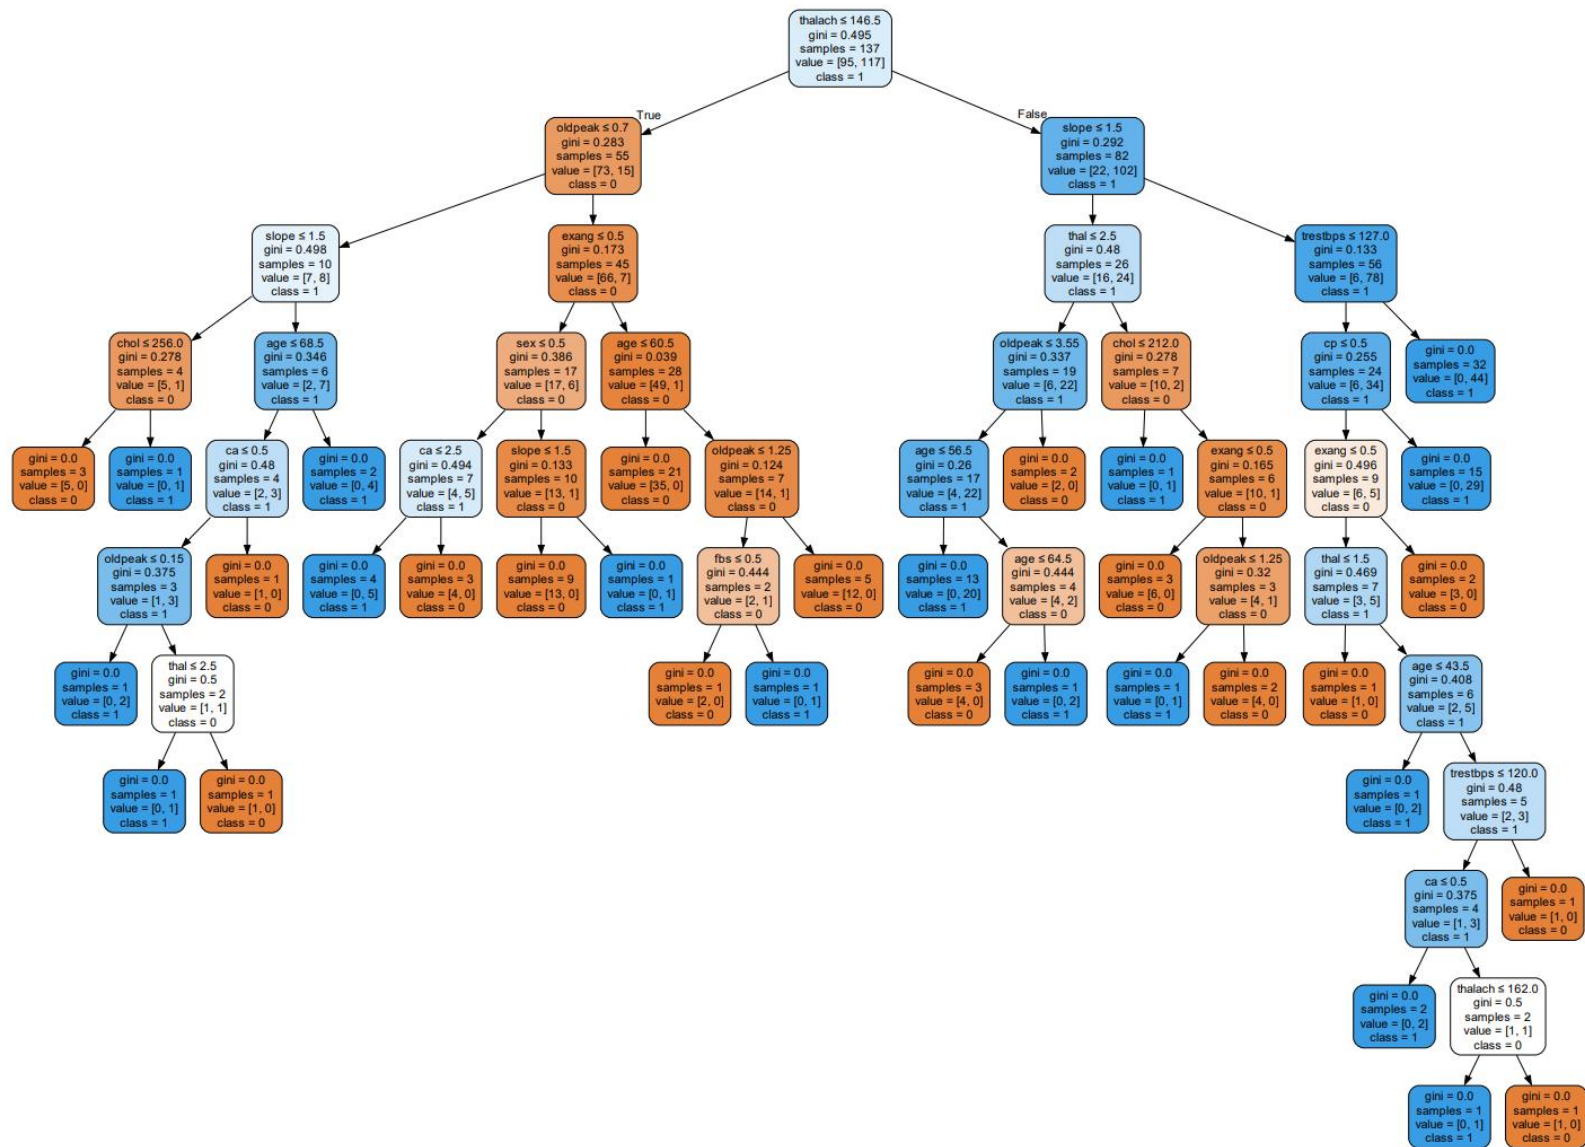 thalach ≤ 146.5
gini = 0.495
samples = 137
value = [95, 117]
class = 1
True
False
oldpeak ≤ 0.7
gini = 0.283
samples = 55
value = [73, 15]
class = 0
slope ≤ 1.5
gini = 0.292
samples = 82
value = [22, 102]
class = 1
slope ≤ 1.5
gini = 0.498
samples = 10
value = [7, 8]
class = 1
exang ≤ 0.5
gini = 0.173
samples = 45
value = [66, 7]
class = 0
thal ≤ 2.5
gini = 0.48
samples = 26
value = [16, 24]
class = 1
trestbps ≤ 127.0
gini = 0.133
samples = 56
value = [6, 78]
class = 1
chol ≤ 256.0
gini = 0.278
samples = 4
value = [5, 1]
class = 0
age ≤ 68.5
gini = 0.346
samples = 6
value = [2, 7]
class = 1
sex ≤ 0.5
gini = 0.386
samples = 17
value = [17, 6]
class = 0
age ≤ 60.5
gini = 0.039
samples = 28
value = [49, 1]
class = 0
oldpeak ≤ 3.55
gini = 0.337
samples = 19
value = [6, 22]
class = 1
chol ≤ 212.0
gini = 0.278
samples = 7
value = [10, 2]
class = 0
cp ≤ 0.5
gini = 0.255
samples = 24
value = [6, 34]
class = 1
gini = 0.0
samples = 32
value = [0, 44]
class = 1
gini = 0.0
samples = 3
value = [5, 0]
class = 0
gini = 0.0
samples = 1
value = [0, 1]
class = 1
ca ≤ 0.5
gini = 0.48
samples = 4
value = [2, 3]
class = 1
gini = 0.0
samples = 2
value = [0, 4]
class = 1
ca ≤ 2.5
gini = 0.494
samples = 7
value = [4, 5]
class = 1
slope ≤ 1.5
gini = 0.133
samples = 10
value = [13, 1]
class = 0
gini = 0.0
samples = 21
value = [35, 0]
class = 0
oldpeak ≤ 1.25
gini = 0.124
samples = 7
value = [14, 1]
class = 0
age ≤ 56.5
gini = 0.26
samples = 17
value = [4, 22]
class = 1
gini = 0.0
samples = 2
value = [2, 0]
class = 0
gini = 0.0
samples = 1
value = [0, 1]
class = 1
exang ≤ 0.5
gini = 0.165
samples = 6
value = [10, 1]
class = 0
exang ≤ 0.5
gini = 0.496
samples = 9
value = [6, 5]
class = 0
gini = 0.0
samples = 15
value = [0, 29]
class = 1
oldpeak ≤ 0.15
gini = 0.375
samples = 3
value = [1, 3]
class = 1
gini = 0.0
samples = 1
value = [1, 0]
class = 0
gini = 0.0
samples = 4
value = [0, 5]
class = 1
gini = 0.0
samples = 3
value = [4, 0]
class = 0
gini = 0.0
samples = 9
value = [13, 0]
class = 0
gini = 0.0
samples = 1
value = [0, 1]
class = 1
fbs ≤ 0.5
gini = 0.444
samples = 2
value = [2, 1]
class = 0
gini = 0.0
samples = 5
value = [12, 0]
class = 0
gini = 0.0
samples = 13
value = [0, 20]
class = 1
age ≤ 64.5
gini = 0.444
samples = 4
value = [4, 2]
class = 0
gini = 0.0
samples = 3
value = [6, 0]
class = 0
oldpeak ≤ 1.25
gini = 0.32
samples = 3
value = [4, 1]
class = 0
thal ≤ 1.5
gini = 0.469
samples = 7
value = [3, 5]
class = 1
gini = 0.0
samples = 2
value = [3, 0]
class = 0
gini = 0.0
samples = 1
value = [0, 2]
class = 1
thal ≤ 2.5
gini = 0.5
samples = 2
value = [1, 1]
class = 0
gini = 0.0
samples = 1
value = [2, 0]
class = 0
gini = 0.0
samples = 1
value = [0, 1]
class = 1
gini = 0.0
samples = 3
value = [4, 0]
class = 0
gini = 0.0
samples = 1
value = [0, 2]
class = 1
gini = 0.0
samples = 1
value = [0, 1]
class = 1
gini = 0.0
samples = 2
value = [4, 0]
class = 0
gini = 0.0
samples = 1
value = [1, 0]
class = 0
age ≤ 43.5
gini = 0.408
samples = 6
value = [2, 5]
class = 1
gini = 0.0
samples = 1
value = [0, 1]
class = 1
gini = 0.0
samples = 1
value = [1, 0]
class = 0
gini = 0.0
samples = 1
value = [0, 2]
class = 1
trestbps ≤ 120.0
gini = 0.48
samples = 5
value = [2, 3]
class = 1
ca ≤ 0.5
gini = 0.375
samples = 4
value = [1, 3]
class = 1
gini = 0.0
samples = 1
value = [1, 0]
class = 0
gini = 0.0
samples = 2
value = [0, 2]
class = 1
thalach ≤ 162.0
gini = 0.5
samples = 2
value = [1, 1]
class = 0
gini = 0.0
samples = 1
value = [0, 1]
class = 1
gini = 0.0
samples = 1
value = [1, 0]
class = 0